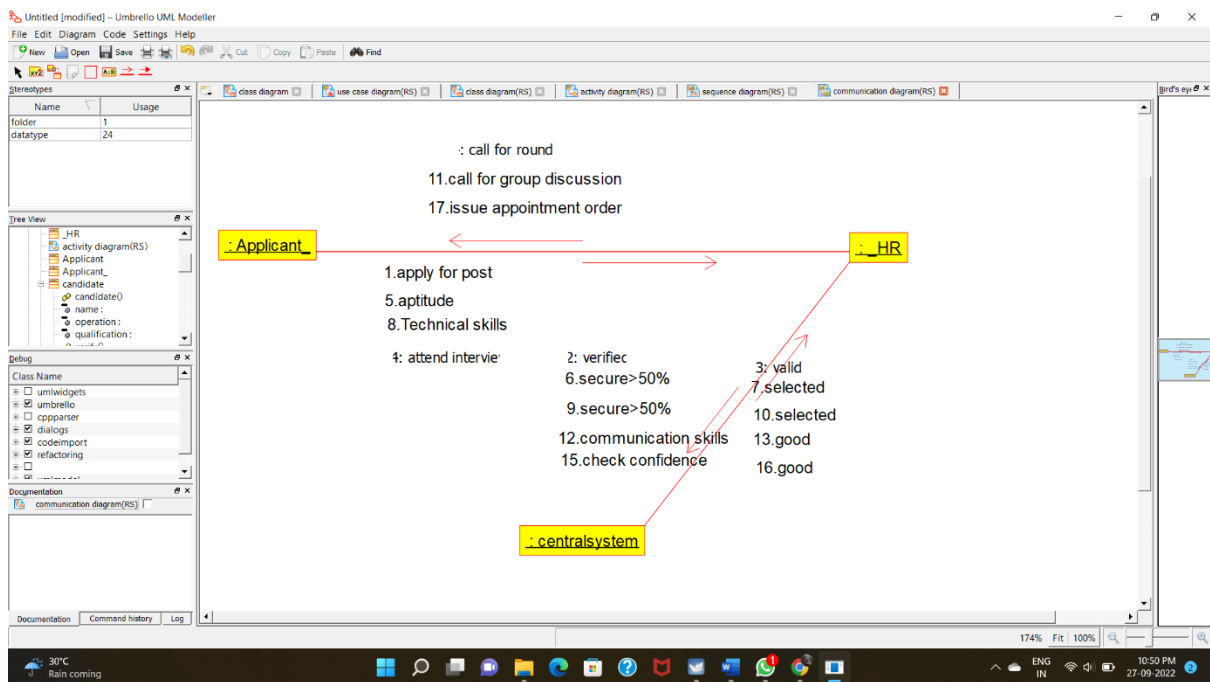 Untitled [modified] – Umbrello UML Modeller
File Edit Diagram Code Settings Help
New Open Save Cut Copy Paste Find
XYZ A:B
Stereotypes
Name Usage
folder 1
datatype 24
Tree View
_HR
activity diagram(RS)
Applicant
Applicant_
candidate
candidate()
name :
operation :
qualification :
Debug
Class Name
umlwidgets
umbrello
cppparser
dialogs
codeimport
refactoring
Documentation
communication diagram(RS)
Documentation Command history Log
class diagram use case diagram(RS) class diagram(RS) activity diagram(RS) sequence diagram(RS) communication diagram(RS)
Bird's eye
: call for round
11.call for group discussion
17.issue appointment order
: Applicant_
: _HR
1.apply for post
5.aptitude
8.Technical skills
: attend intervie
2: verified
6.secure>50%
9.secure>50%
12.communication skills
15.check confidence
3: valid
7.selected
10.selected
13.good
16.good
: centralsystem
174% Fit 100%
30°C
Rain coming
ENG
IN
10:50 PM
27-09-2022
2
1